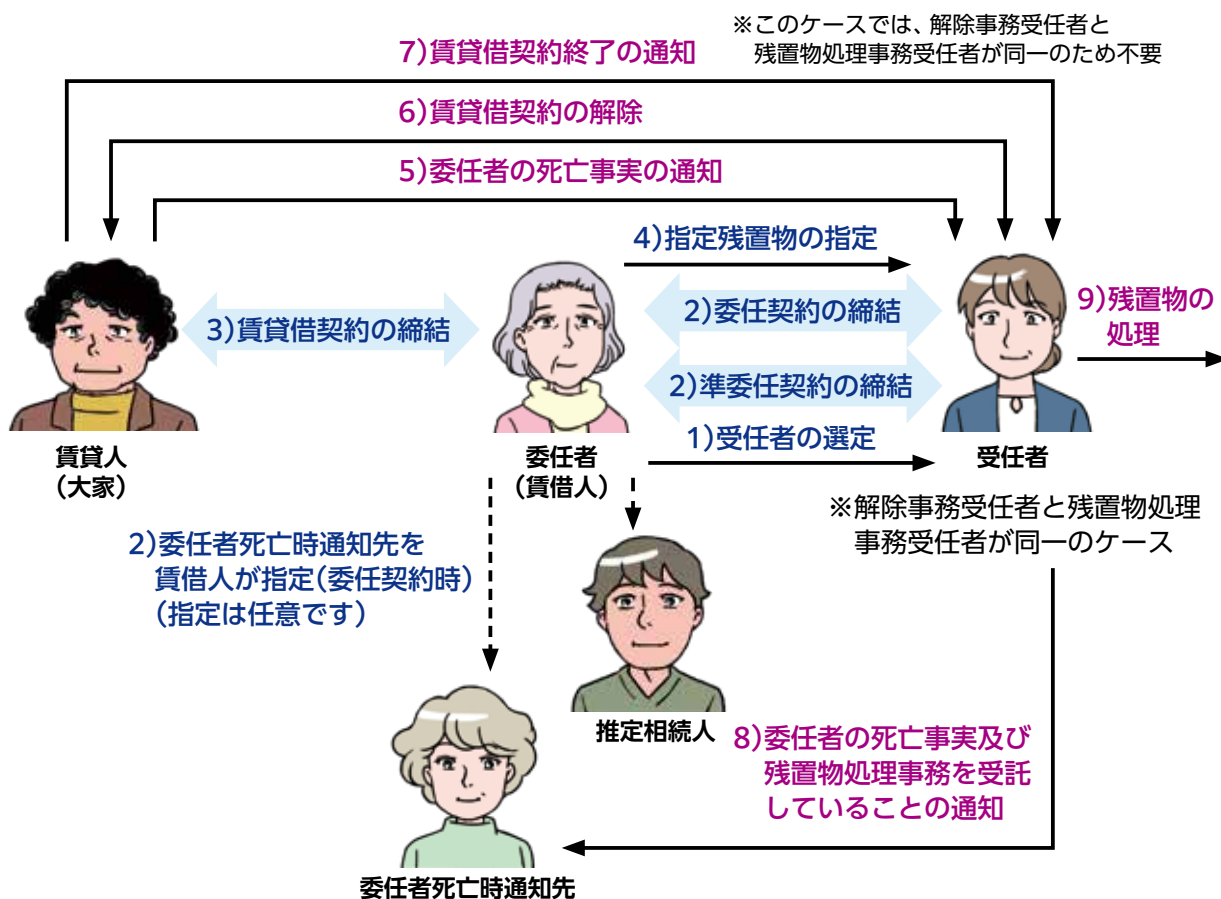 ※このケースでは、解除事務受任者と
残置物処理事務受任者が同一のため不要
7)賃貸借契約終了の通知
6)賃貸借契約の解除
5)委任者の死亡事実の通知
4)指定残置物の指定
3)賃貸借契約の締結
2)委任契約の締結
2)準委任契約の締結
1)受任者の選定
9)残置物の
処理
賃貸人
(大家)
委任者
(賃借人)
受任者
※解除事務受任者と残置物処理
事務受任者が同一のケース
2)委任者死亡時通知先を
賃借人が指定(委任契約時)
(指定は任意です)
推定相続人
8)委任者の死亡事実及び
残置物処理事務を受託
していることの通知
委任者死亡時通知先